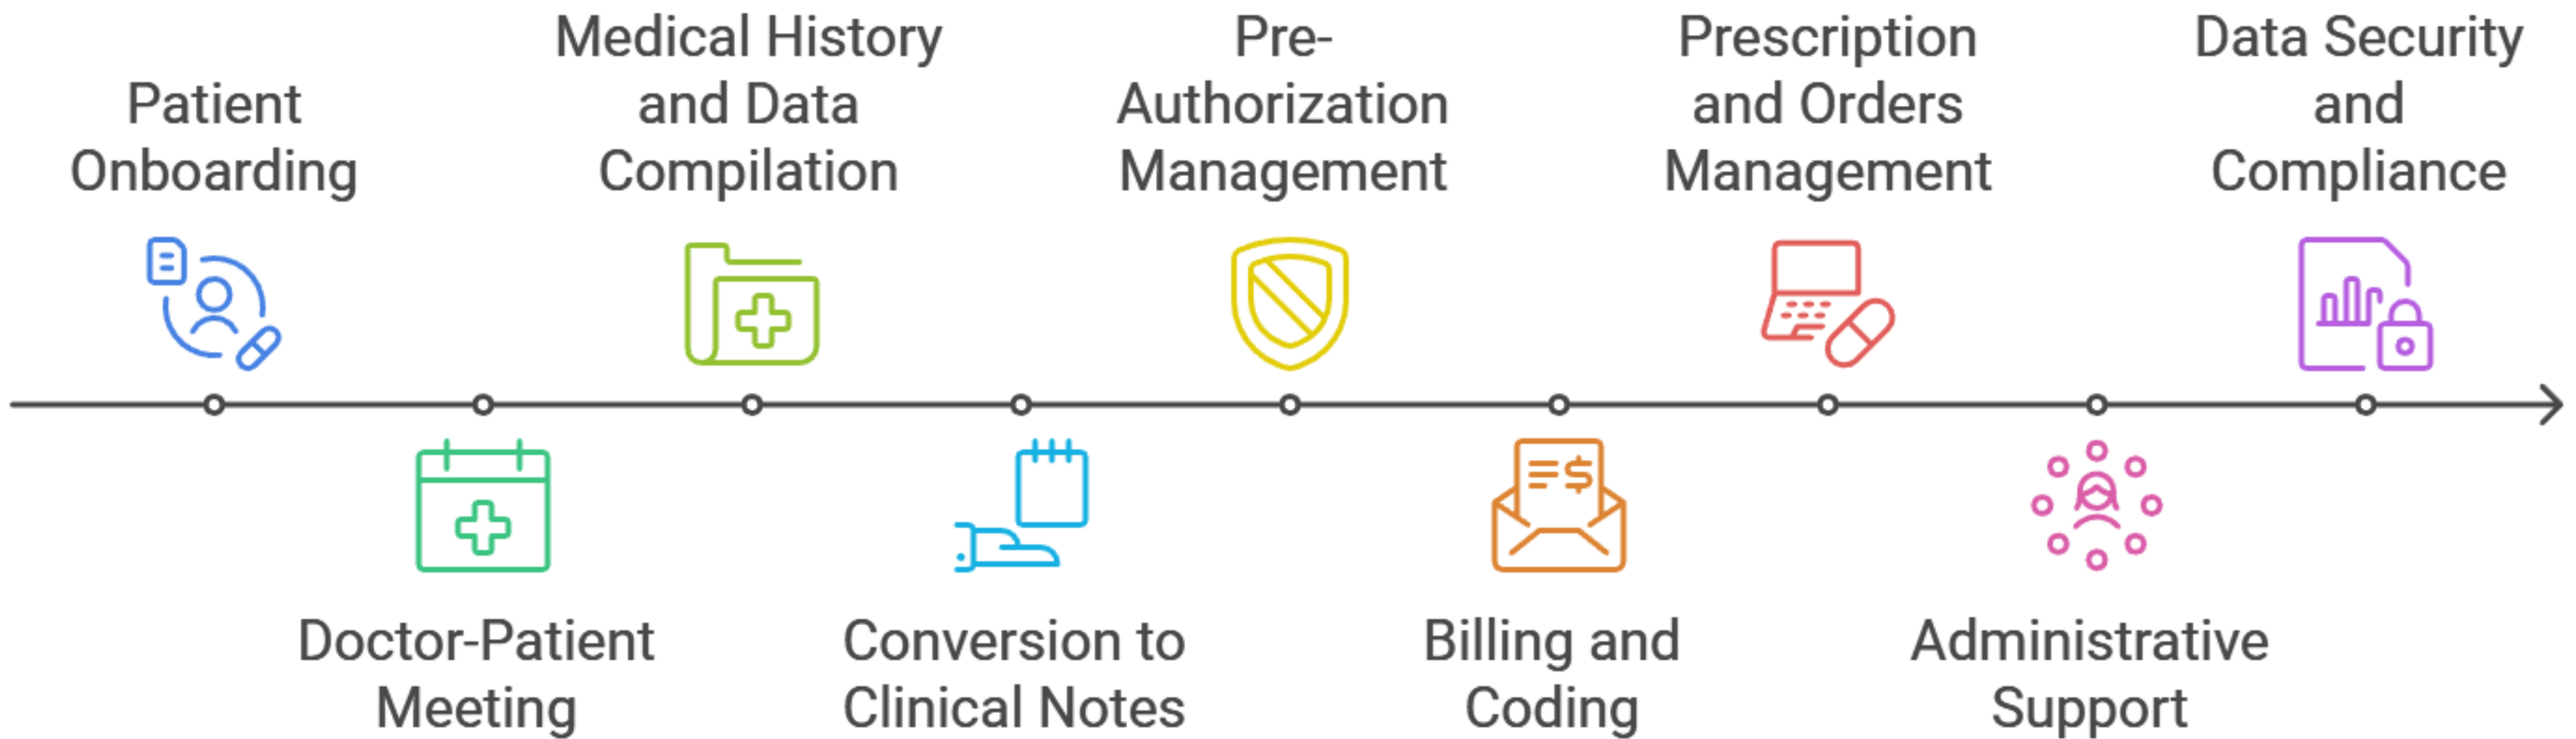 Patient
Onboarding
Doctor-Patient
Meeting
Medical History
and Data
Compilation
Conversion to
Clinical Notes
Pre-
Authorization
Management
$
Billing and
Coding
Prescription
and Orders
Management
Administrative
Support
Data Security
and
Compliance